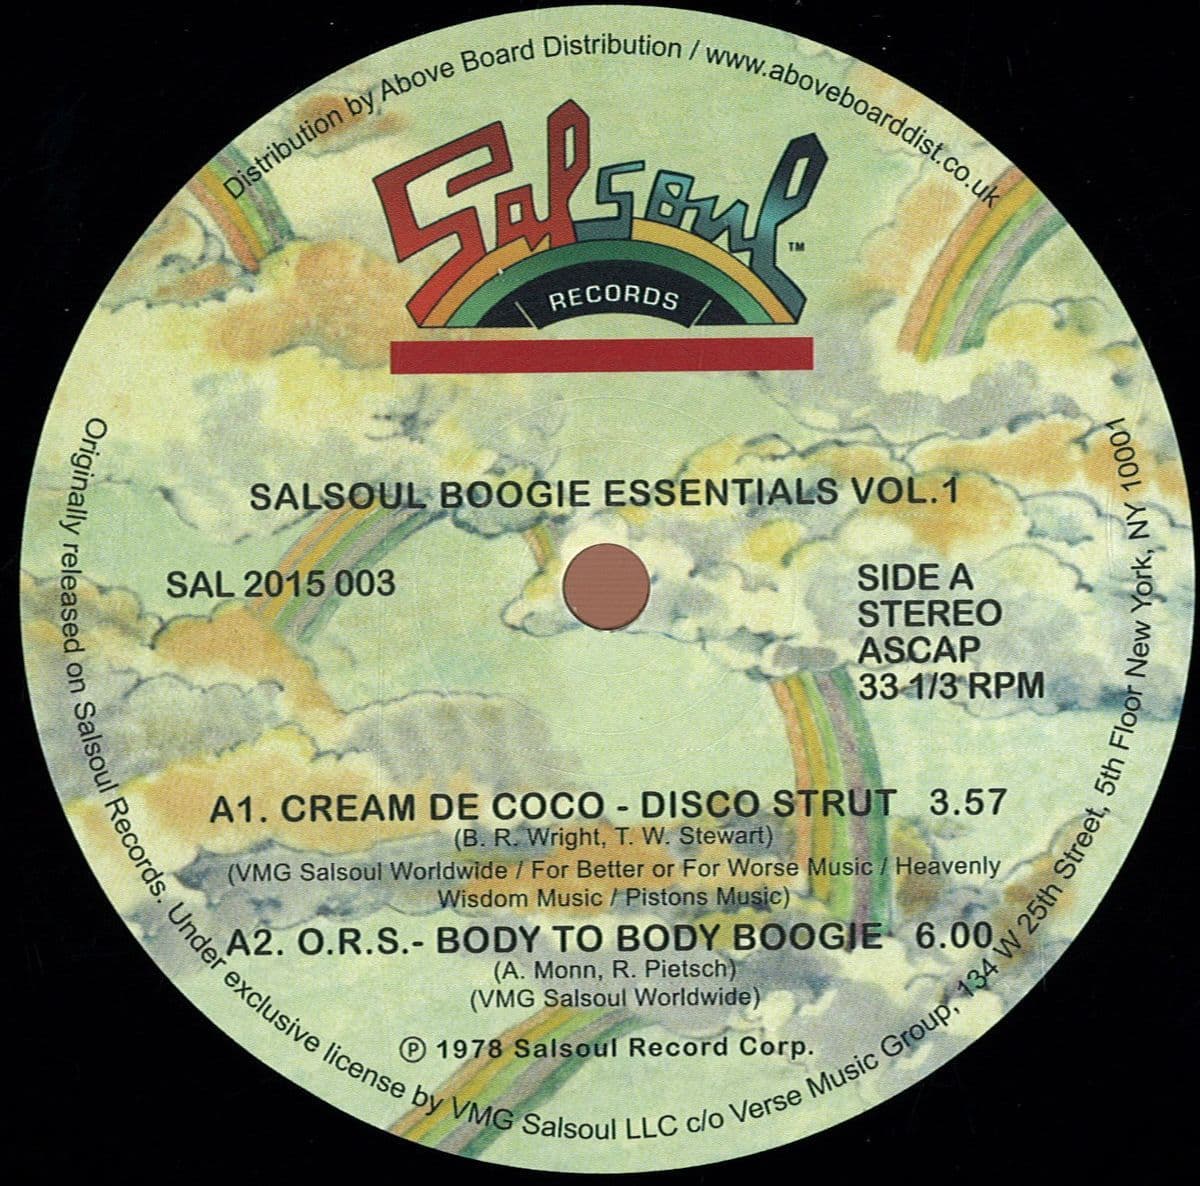 Distribution by Above Board Distribution / www.aboveboarddist.co.uk
Salsoul
TM
RECORDS
SALSOUL BOOGIE ESSENTIALS VOL.1
SAL 2015 003
SIDE A
STEREO
ASCAP
33 1/3 RPM
A1. CREAM DE COCO - DISCO STRUT 3.57
(B. R. Wright, T. W. Stewart)
(VMG Salsoul Worldwide / For Better or For Worse Music / Heavenly
Wisdom Music / Pistons Music)
A2. O.R.S.- BODY TO BODY BOOGIE 6.00
(A. Monn, R. Pietsch)
(VMG Salsoul Worldwide)
℗ 1978 Salsoul Record Corp.
Originally released on Salsoul Records. Under exclusive license by VMG Salsoul LLC c/o Verse Music Group, 134 W 25th Street, 5th Floor New York, NY 10001